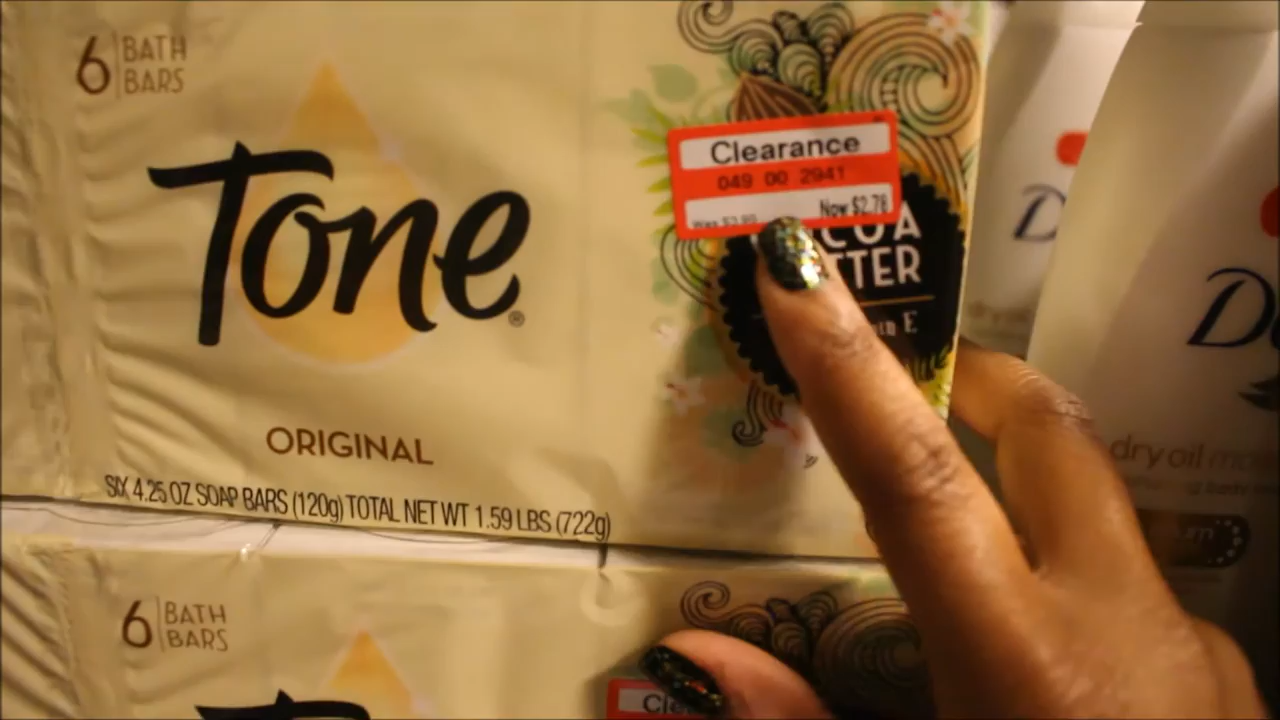 6 BATH BARS
Tone®
ORIGINAL
SIX 4.25 OZ SOAP BARS (120g) TOTAL NET WT 1.59 LBS (722g)
Clearance
049 00 2941
Now $2.78
COA
TTER
E
6 BATH BARS
dry oil